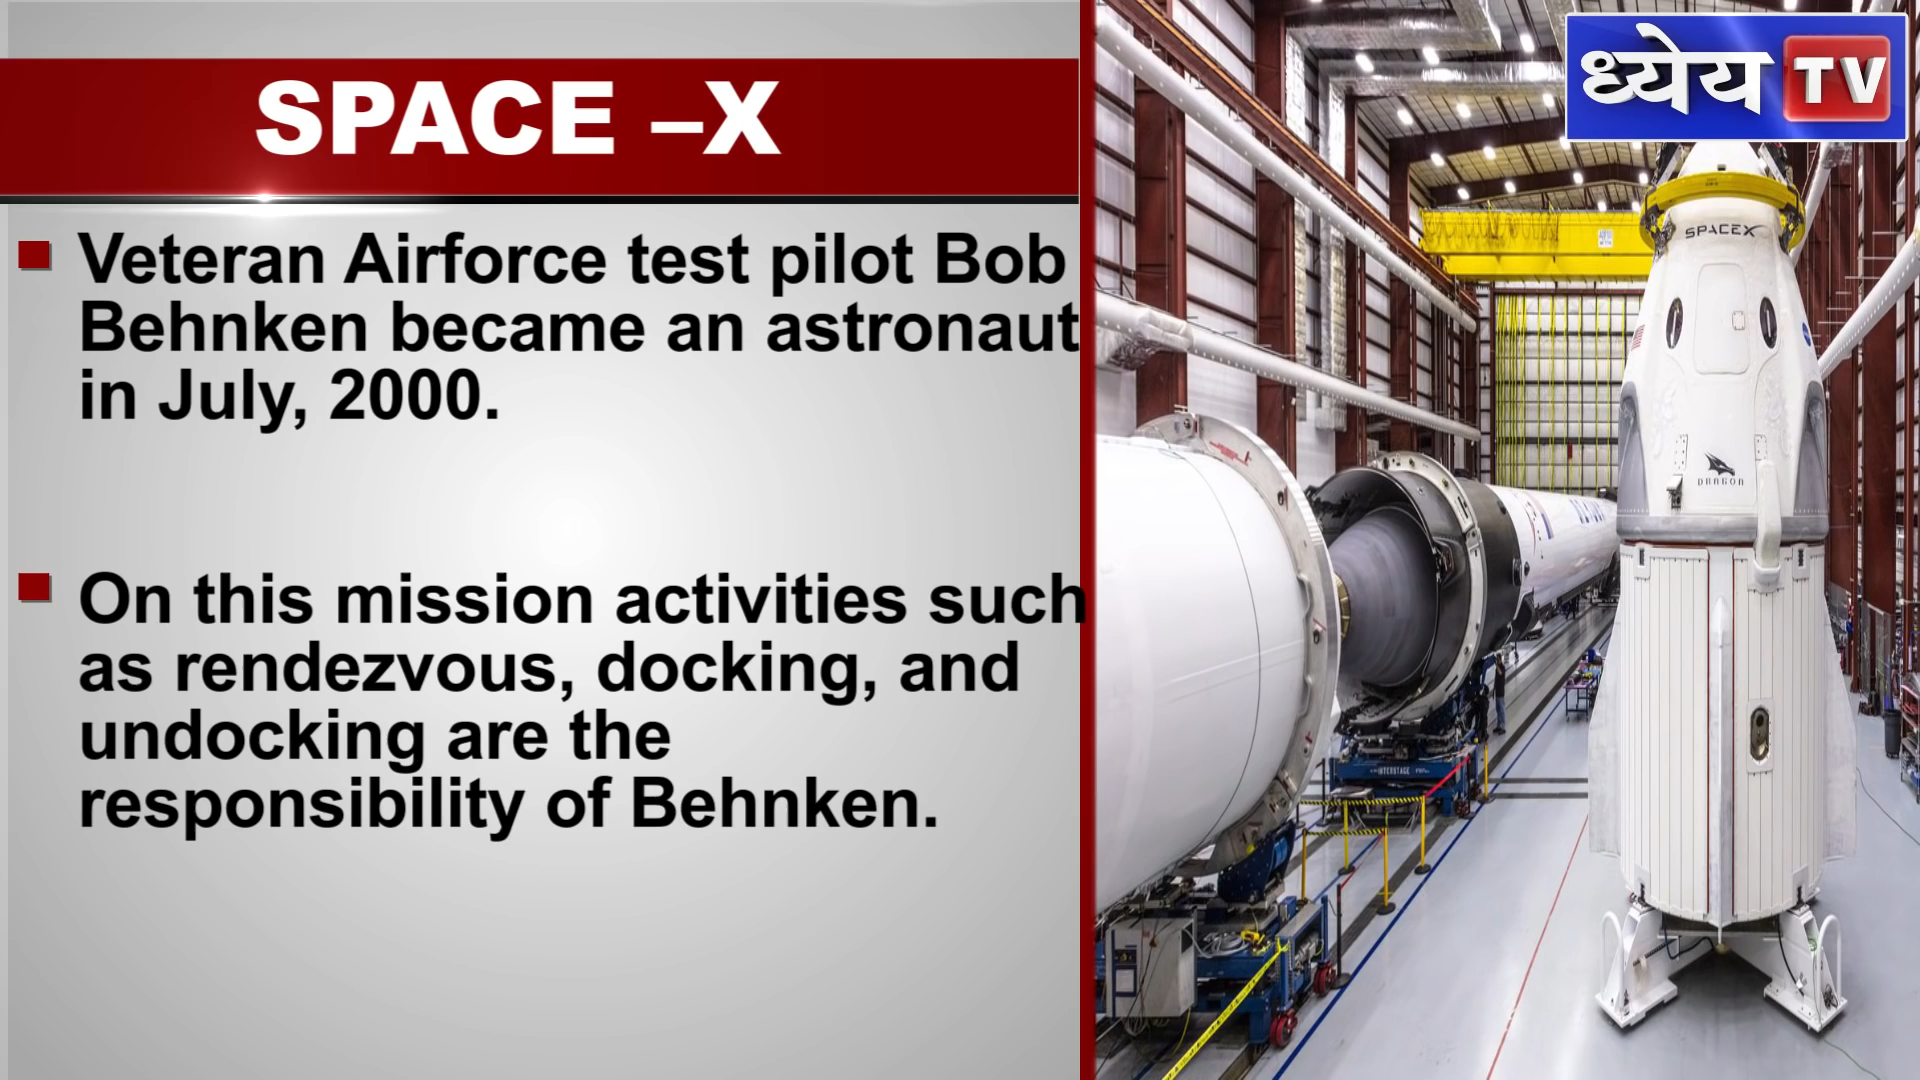 SPACE –X
Veteran Airforce test pilot Bob
Behnken became an astronaut
in July, 2000.
On this mission activities such
as rendezvous, docking, and
undocking are the
responsibility of Behnken.
ध्येय TV
SPACEX
DRAGON
INTERSTAGE